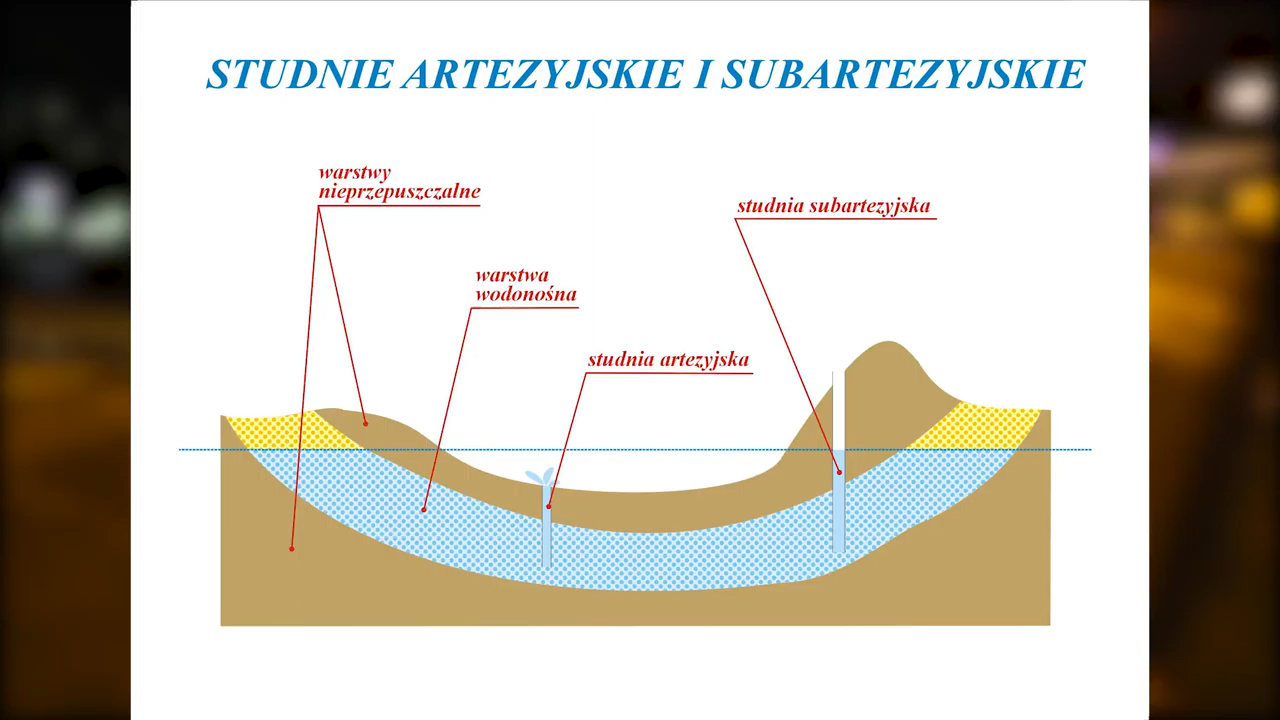 STUDNIE ARTEZYJSKIE I SUBARTEZYJSKIE
warstwy
nieprzepuszczalne
studnia subartezyjska
warstwa
wodonośna
studnia artezyjska